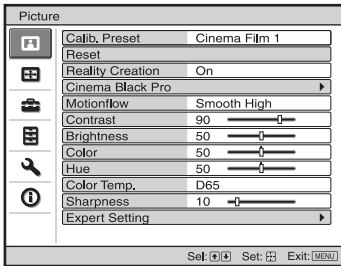 Picture
Calib. Preset Cinema Film 1
Reset
Reality Creation On
Cinema Black Pro
Motionflow Smooth High
Contrast 90
Brightness 50
Color 50
Hue 50
Color Temp. D65
Sharpness 10
Expert Setting
Sel: Set: Exit: MENU